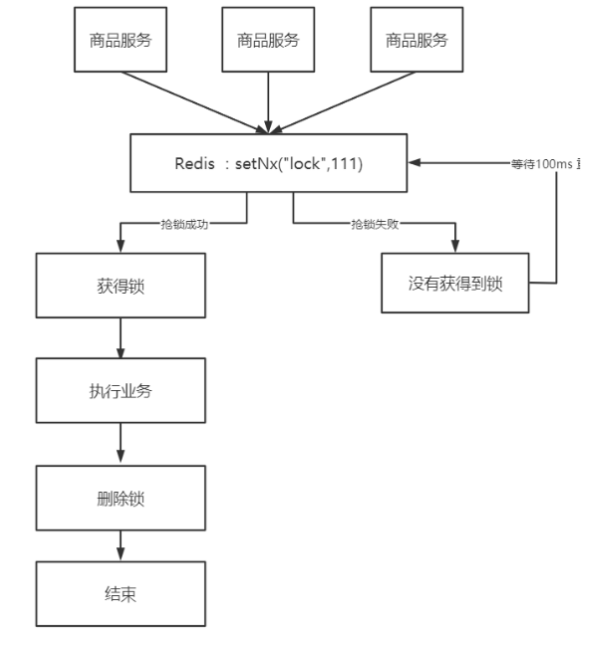 商品服务
商品服务
商品服务
Redis ：setNx("lock",111)
等待100ms
抢锁成功
抢锁失败
获得锁
没有获得到锁
执行业务
删除锁
结束